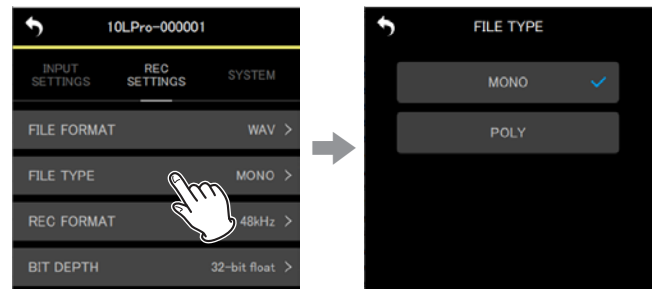 10LPro-000001
INPUT SETTINGS
REC SETTINGS
SYSTEM
FILE FORMAT WAV >
FILE TYPE MONO >
REC FORMAT 48kHz >
BIT DEPTH 32-bit float >
FILE TYPE
MONO
POLY